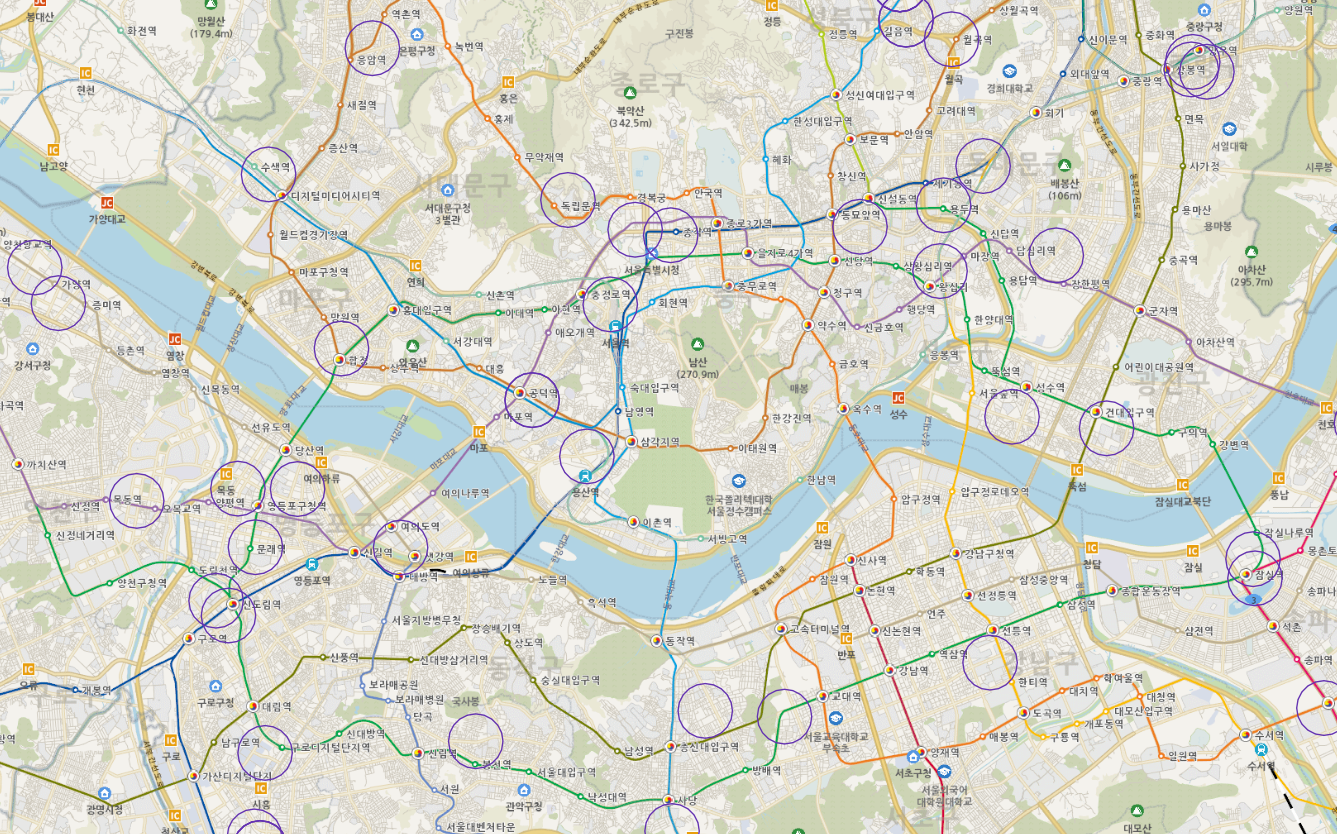 봉대산
화전역
망월산
(179.4m)
역촌역
은평구청
녹번역
응암역
내부순환도로
구진봉
정릉
정릉역
길음역
상월곡역
월곡역
월곡
신이문역
중화역
중랑구청
양원역
상봉역
중랑역
외대앞역
경희대학교
회기
현천
새절역
홍은
홍제
종로구
북악산
(342.5m)
성신여대입구역
한성대입구역
고려대역
안암역
보문역
면목
서일대학
남고양
증산역
무악재역
혜화
창신역
사가정
시루봉
배봉산
(106m)
수색역
디지털미디어시티역
서대문구
서대문구청
3별관
독립문역
경복궁
안국역
제기동역
신설동역
용두역
동묘앞역
용마산
용마봉
가양대교
월드컵경기장역
종로3가역
종각역
을지로4가역
서울특별시청
신당역
상왕십리역
왕십리
마장역
신답역
답십리역
용답역
장한평역
중곡역
아차산
(295.7m)
양천향교역
가양역
증미역
강변북로
마포구청역
마포구
망원역
연희
신촌역
홍대입구역
이대역
아현역
충정로역
회현역
충무로역
청구역
행당역
한양대역
군자역
아차산역
서울역
애오개역
약수역
신금호역
응봉역
강서구청
등촌역
염창
염창역
신목동역
합정
상수역
와우산
서강대역
대흥
남산
(270.9m)
금호역
매봉
뚝섬역
서울숲역
성수역
어린이대공원역
광진구
공덕역
마포역
마포
숙대입구역
남영역
삼각지역
한강진역
이태원역
옥수역
성수
건대입구역
구의역
강변역
양화대교
서강대교
마포대교
선유도역
당산역
여의하류
까치산역
목동
목동역
신정역
오목교역
양평역
영등포구청역
여의나루역
용산역
이촌역
서빙고역
한남역
한국폴리텍대학
서울정수캠퍼스
압구정역
압구정로데오역
뚝섬
잠실대교북단
풍남
신정네거리역
양천구청역
도림천역
문래역
신길역
여의도역
샛강역
대방역
여의상류
영등포역
노들역
흑석역
한강대교
반포대교
올림픽대로
잠원
신사역
잠원역
논현역
학동역
강남구청역
청담
삼성중앙역
잠실
잠실나루역
잠실역
몽촌토
신도림역
구로역
개봉역
서울지방병무청
장승배기역
상도역
신대방삼거리역
신풍역
동작구
숭실대입구역
동작역
고속터미널역
반포
신논현역
언주
선정릉역
선릉역
삼성역
종합운동장역
삼전역
석촌
송파역
강남역
역삼역
강남구
한티역
대치역
학여울역
대청역
대모산입구역
개포동역
구룡역
도곡역
매봉역
양재역
일원역
수서역
수서역
구로구청
대림역
보라매공원
보라매병원
당곡
국사봉
신대방역
구로디지털단지역
남구로역
구로
가산디지털단지
시흥
광명시청
신림역
봉천역
서울대입구역
서원
관악구청
서울대벤처타운
낙성대역
남성역
총신대입구역
사당
방배역
교대역
서울교육대학교
부속초
서초구청
서울외국어
대학원대학교
서초구
대모산